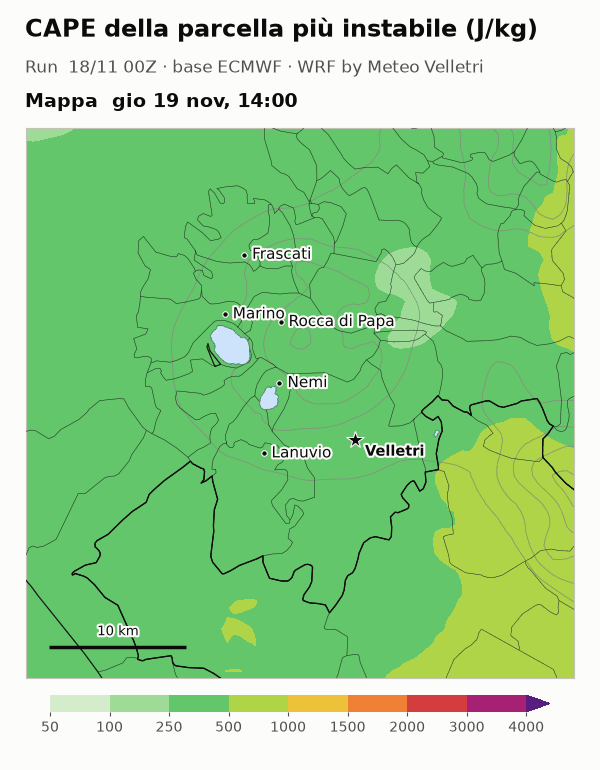 CAPE della parcella più instabile (J/kg)
Run  18/11 00Z · base ECMWF · WRF by Meteo Velletri
Mappa  gio 19 nov, 14:00
Frascati
Marino
Rocca di Papa
Nemi
Velletri
Lanuvio
10 km
50 100 250 500 1000 1500 2000 3000 4000